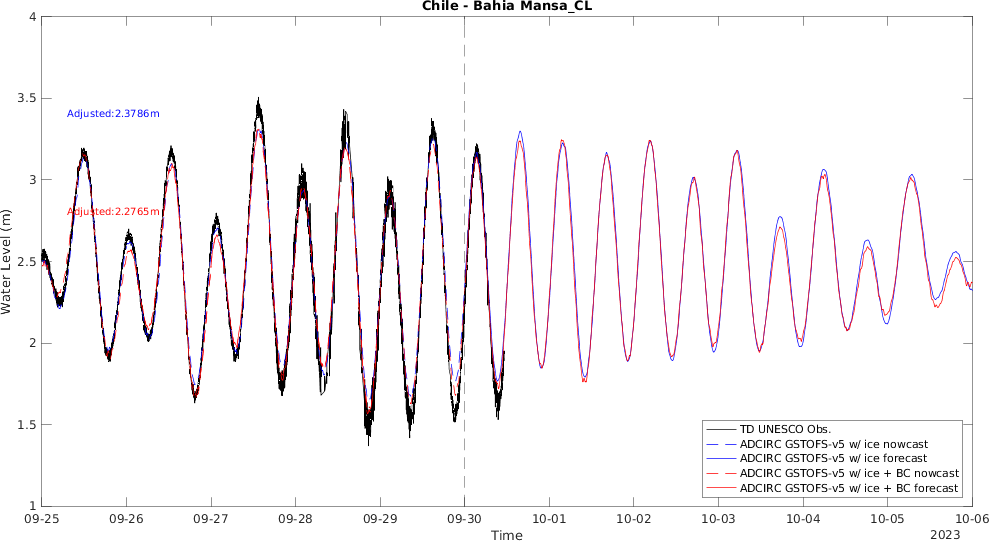 Chile - Bahia Mansa_CL
4
3.5
3
2.5
2
1.5
1
Water Level (m)
Adjusted:2.3786m
Adjusted:2.2765m
TD UNESCO Obs.
ADCIRC GSTOFS-v5 w/ ice nowcast
ADCIRC GSTOFS-v5 w/ ice forecast
ADCIRC GSTOFS-v5 w/ ice + BC nowcast
ADCIRC GSTOFS-v5 w/ ice + BC forecast
09-25 09-26 09-27 09-28 09-29 09-30 10-01 10-02 10-03 10-04 10-05 10-06
Time
2023